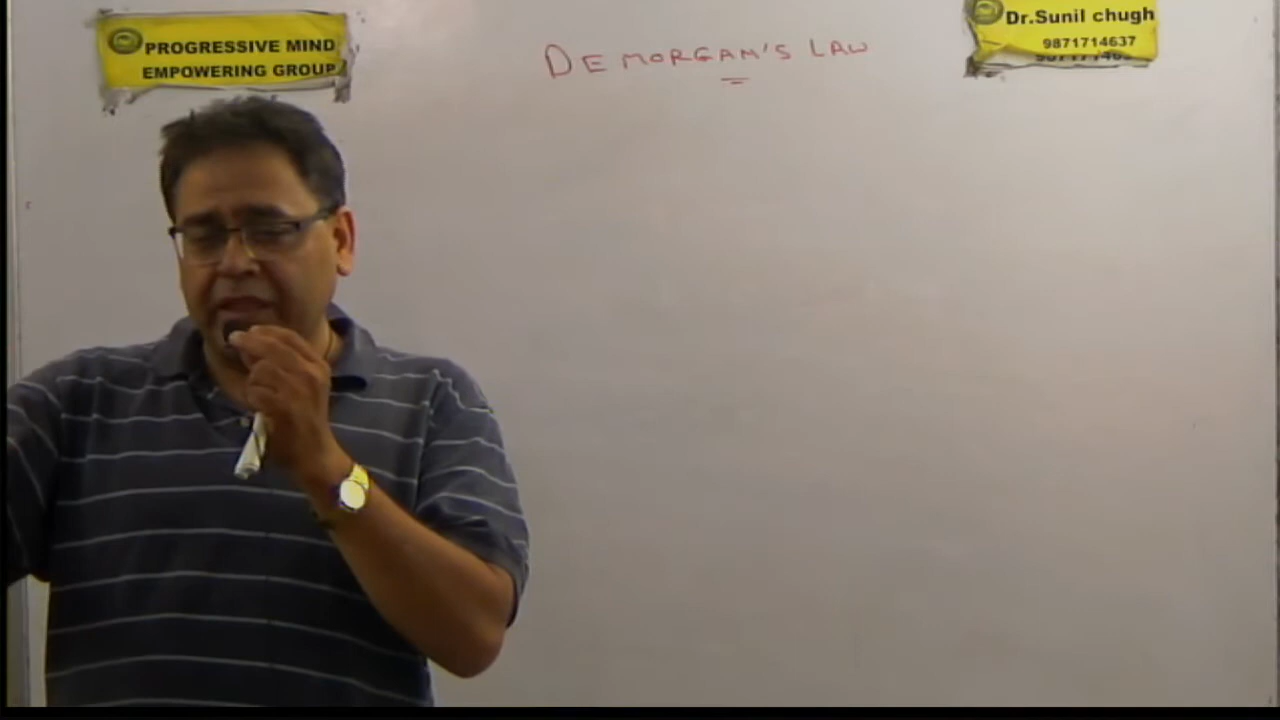 PROGRESSIVE MIND
EMPOWERING GROUP
DEMORGAN'S LAW
Dr.Sunil chugh
9871714637